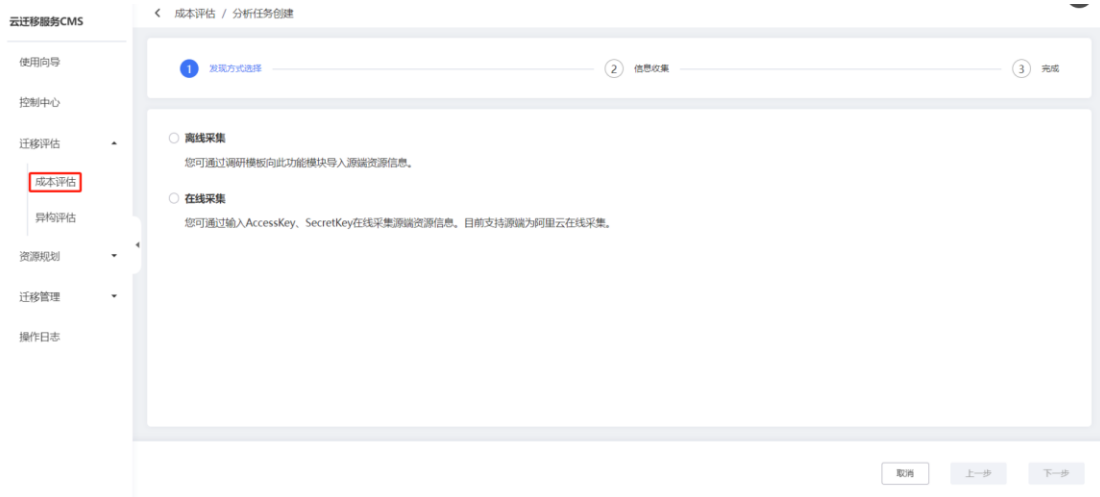 云迁移服务CMS
使用向导
控制中心
迁移评估
成本评估
异构评估
资源规划
迁移管理
操作日志
成本评估 / 分析任务创建
1 发现方式选择
2 信息收集
3 完成
离线采集
您可通过调研模板向此功能模块导入源端资源信息。
在线采集
您可通过输入AccessKey、SecretKey在线采集源端资源信息。目前支持源端为阿里云在线采集。
取消
上一步
下一步